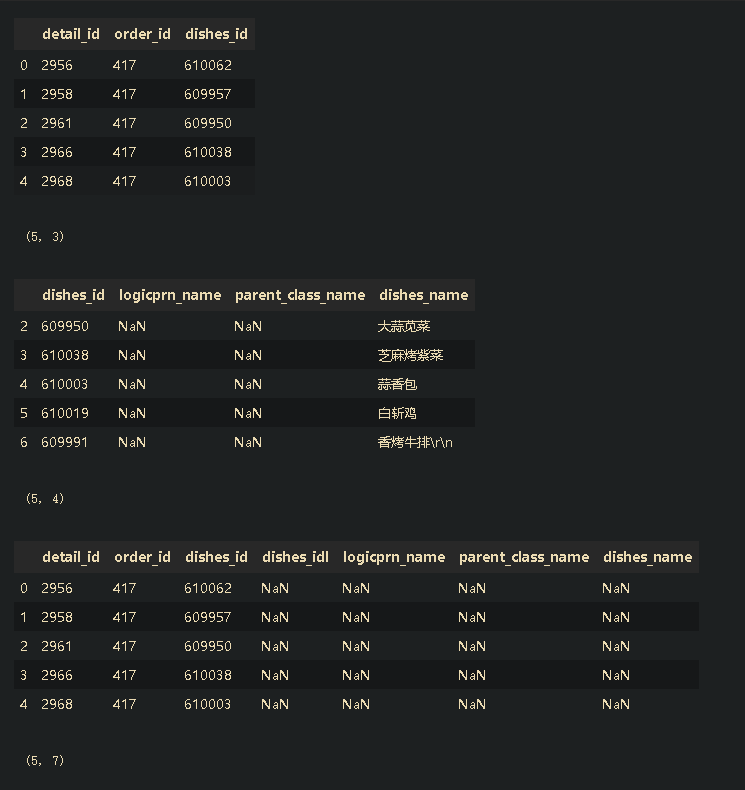 detail_id order_id dishes_id
0 2956 417 610062
1 2958 417 609957
2 2961 417 609950
3 2966 417 610038
4 2968 417 610003
(5, 3)
dishes_id logicprn_name parent_class_name dishes_name
2 609950 NaN NaN 大蒜苋菜
3 610038 NaN NaN 芝麻烤紫菜
4 610003 NaN NaN 蒜香包
5 610019 NaN NaN 白斩鸡
6 609991 NaN NaN 香烤牛排\r\n
(5, 4)
detail_id order_id dishes_id dishes_idl logicprn_name parent_class_name dishes_name
0 2956 417 610062 NaN NaN NaN NaN
1 2958 417 609957 NaN NaN NaN NaN
2 2961 417 609950 NaN NaN NaN NaN
3 2966 417 610038 NaN NaN NaN NaN
4 2968 417 610003 NaN NaN NaN NaN
(5, 7)